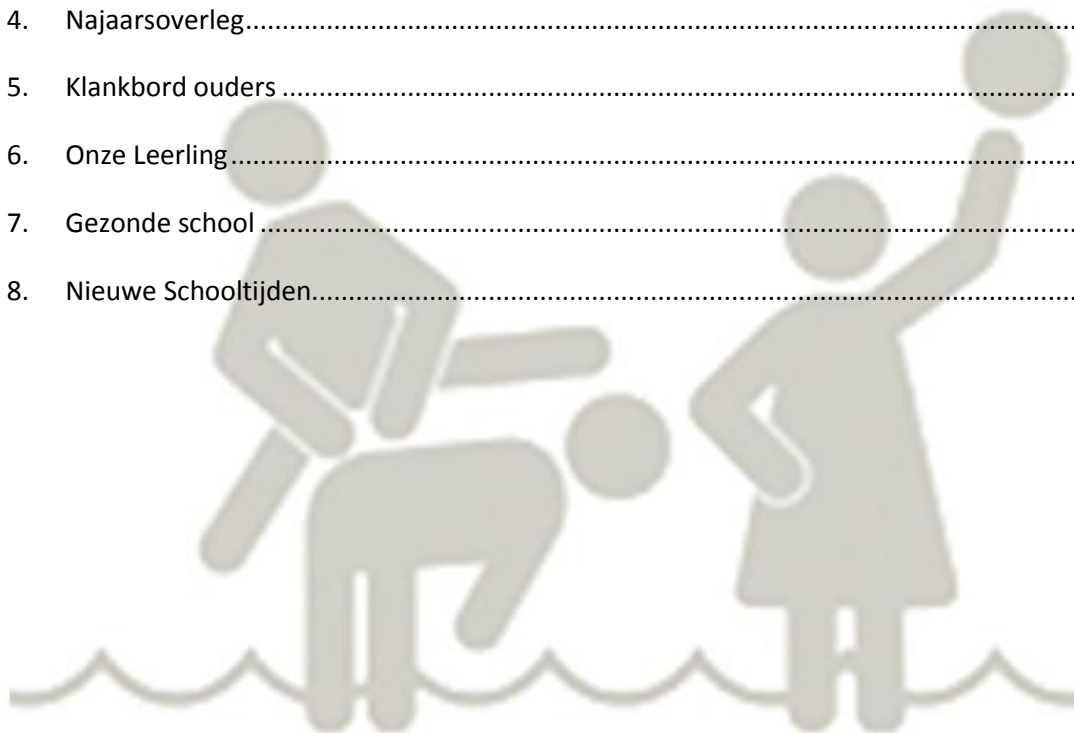 4. Najaarsoverleg..........................................................................................................
5. Klankbord ouders ....................................................................................................
6. Onze Leerling............................................................................................................
7. Gezonde school ........................................................................................................
8. Nieuwe Schooltijden.................................................................................................